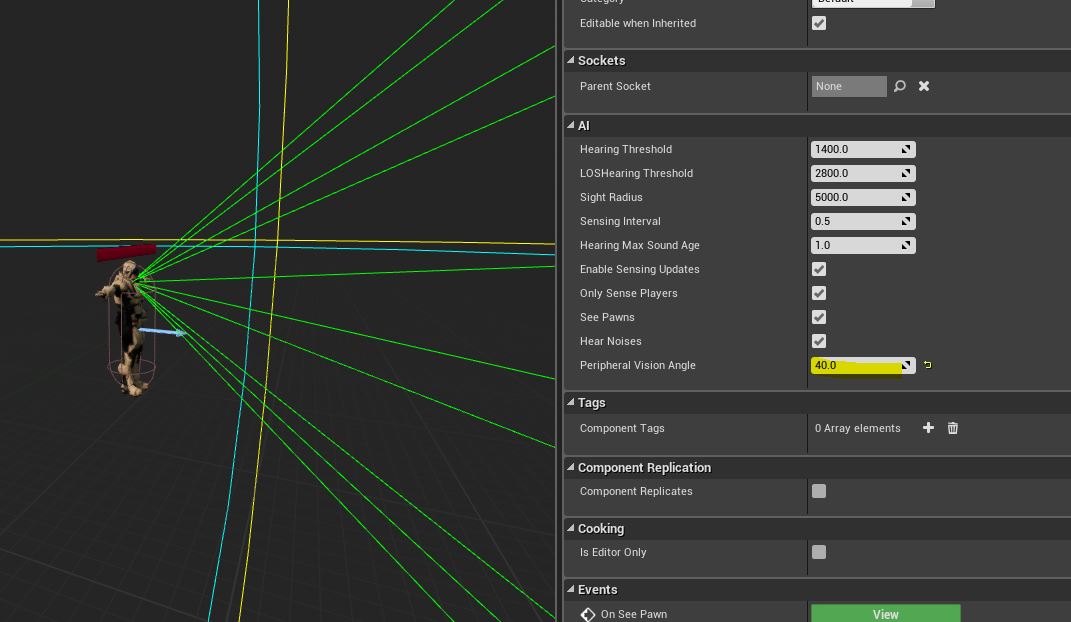 Category Default
Editable when Inherited
Sockets
Parent Socket None
AI
Hearing Threshold 1400.0
LOSHearing Threshold 2800.0
Sight Radius 5000.0
Sensing Interval 0.5
Hearing Max Sound Age 1.0
Enable Sensing Updates
Only Sense Players
See Pawns
Hear Noises
Peripheral Vision Angle 40.0
Tags
Component Tags 0 Array elements
Component Replication
Component Replicates
Cooking
Is Editor Only
Events
On See Pawn View